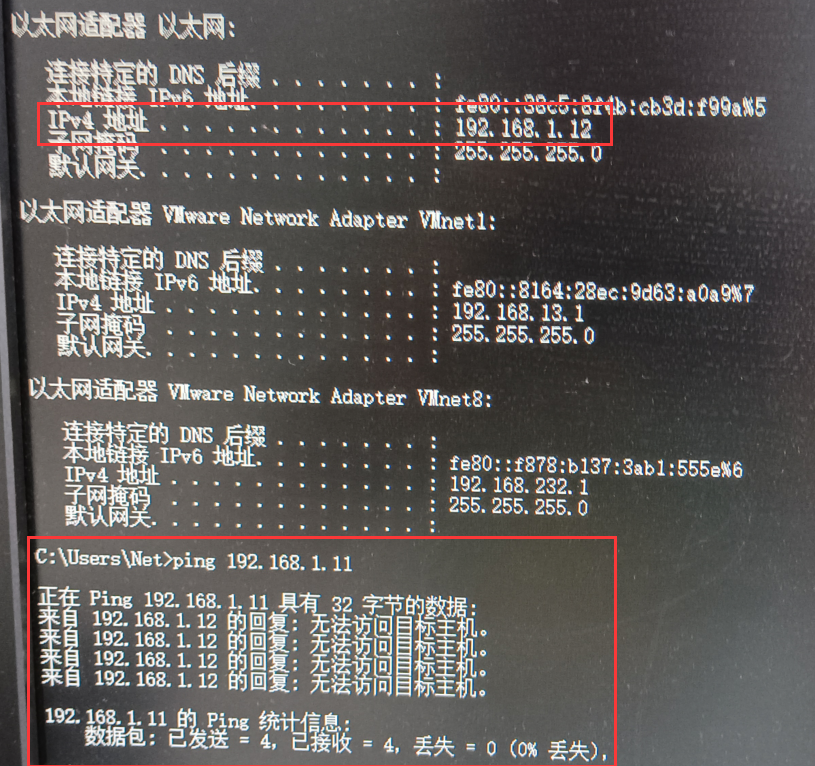 以太网适配器 以太网:
连接特定的 DNS 后缀 . . . . . . . :
本地链接 IPv6 地址. . . . . . . . : fe80::38c5:8f4b:cb3d:f99a%5
IPv4 地址 . . . . . . . . . . . . : 192.168.1.12
子网掩码 . . . . . . . . . . . . : 255.255.255.0
默认网关. . . . . . . . . . . . . :
以太网适配器 VMware Network Adapter VMnet1:
连接特定的 DNS 后缀 . . . . . . . :
本地链接 IPv6 地址. . . . . . . . : fe80::8164:28ec:9d63:a0a9%7
IPv4 地址 . . . . . . . . . . . . : 192.168.13.1
子网掩码 . . . . . . . . . . . . : 255.255.255.0
默认网关. . . . . . . . . . . . . :
以太网适配器 VMware Network Adapter VMnet8:
连接特定的 DNS 后缀 . . . . . . . :
本地链接 IPv6 地址. . . . . . . . : fe80::f878:b137:3ab1:555e%6
IPv4 地址 . . . . . . . . . . . . : 192.168.232.1
子网掩码 . . . . . . . . . . . . : 255.255.255.0
默认网关. . . . . . . . . . . . . :
C:\Users\Net>ping 192.168.1.11
正在 Ping 192.168.1.11 具有 32 字节的数据:
来自 192.168.1.12 的回复: 无法访问目标主机。
来自 192.168.1.12 的回复: 无法访问目标主机。
来自 192.168.1.12 的回复: 无法访问目标主机。
来自 192.168.1.12 的回复: 无法访问目标主机。
192.168.1.11 的 Ping 统计信息:
数据包: 已发送 = 4, 已接收 = 4, 丢失 = 0 (0% 丢失),